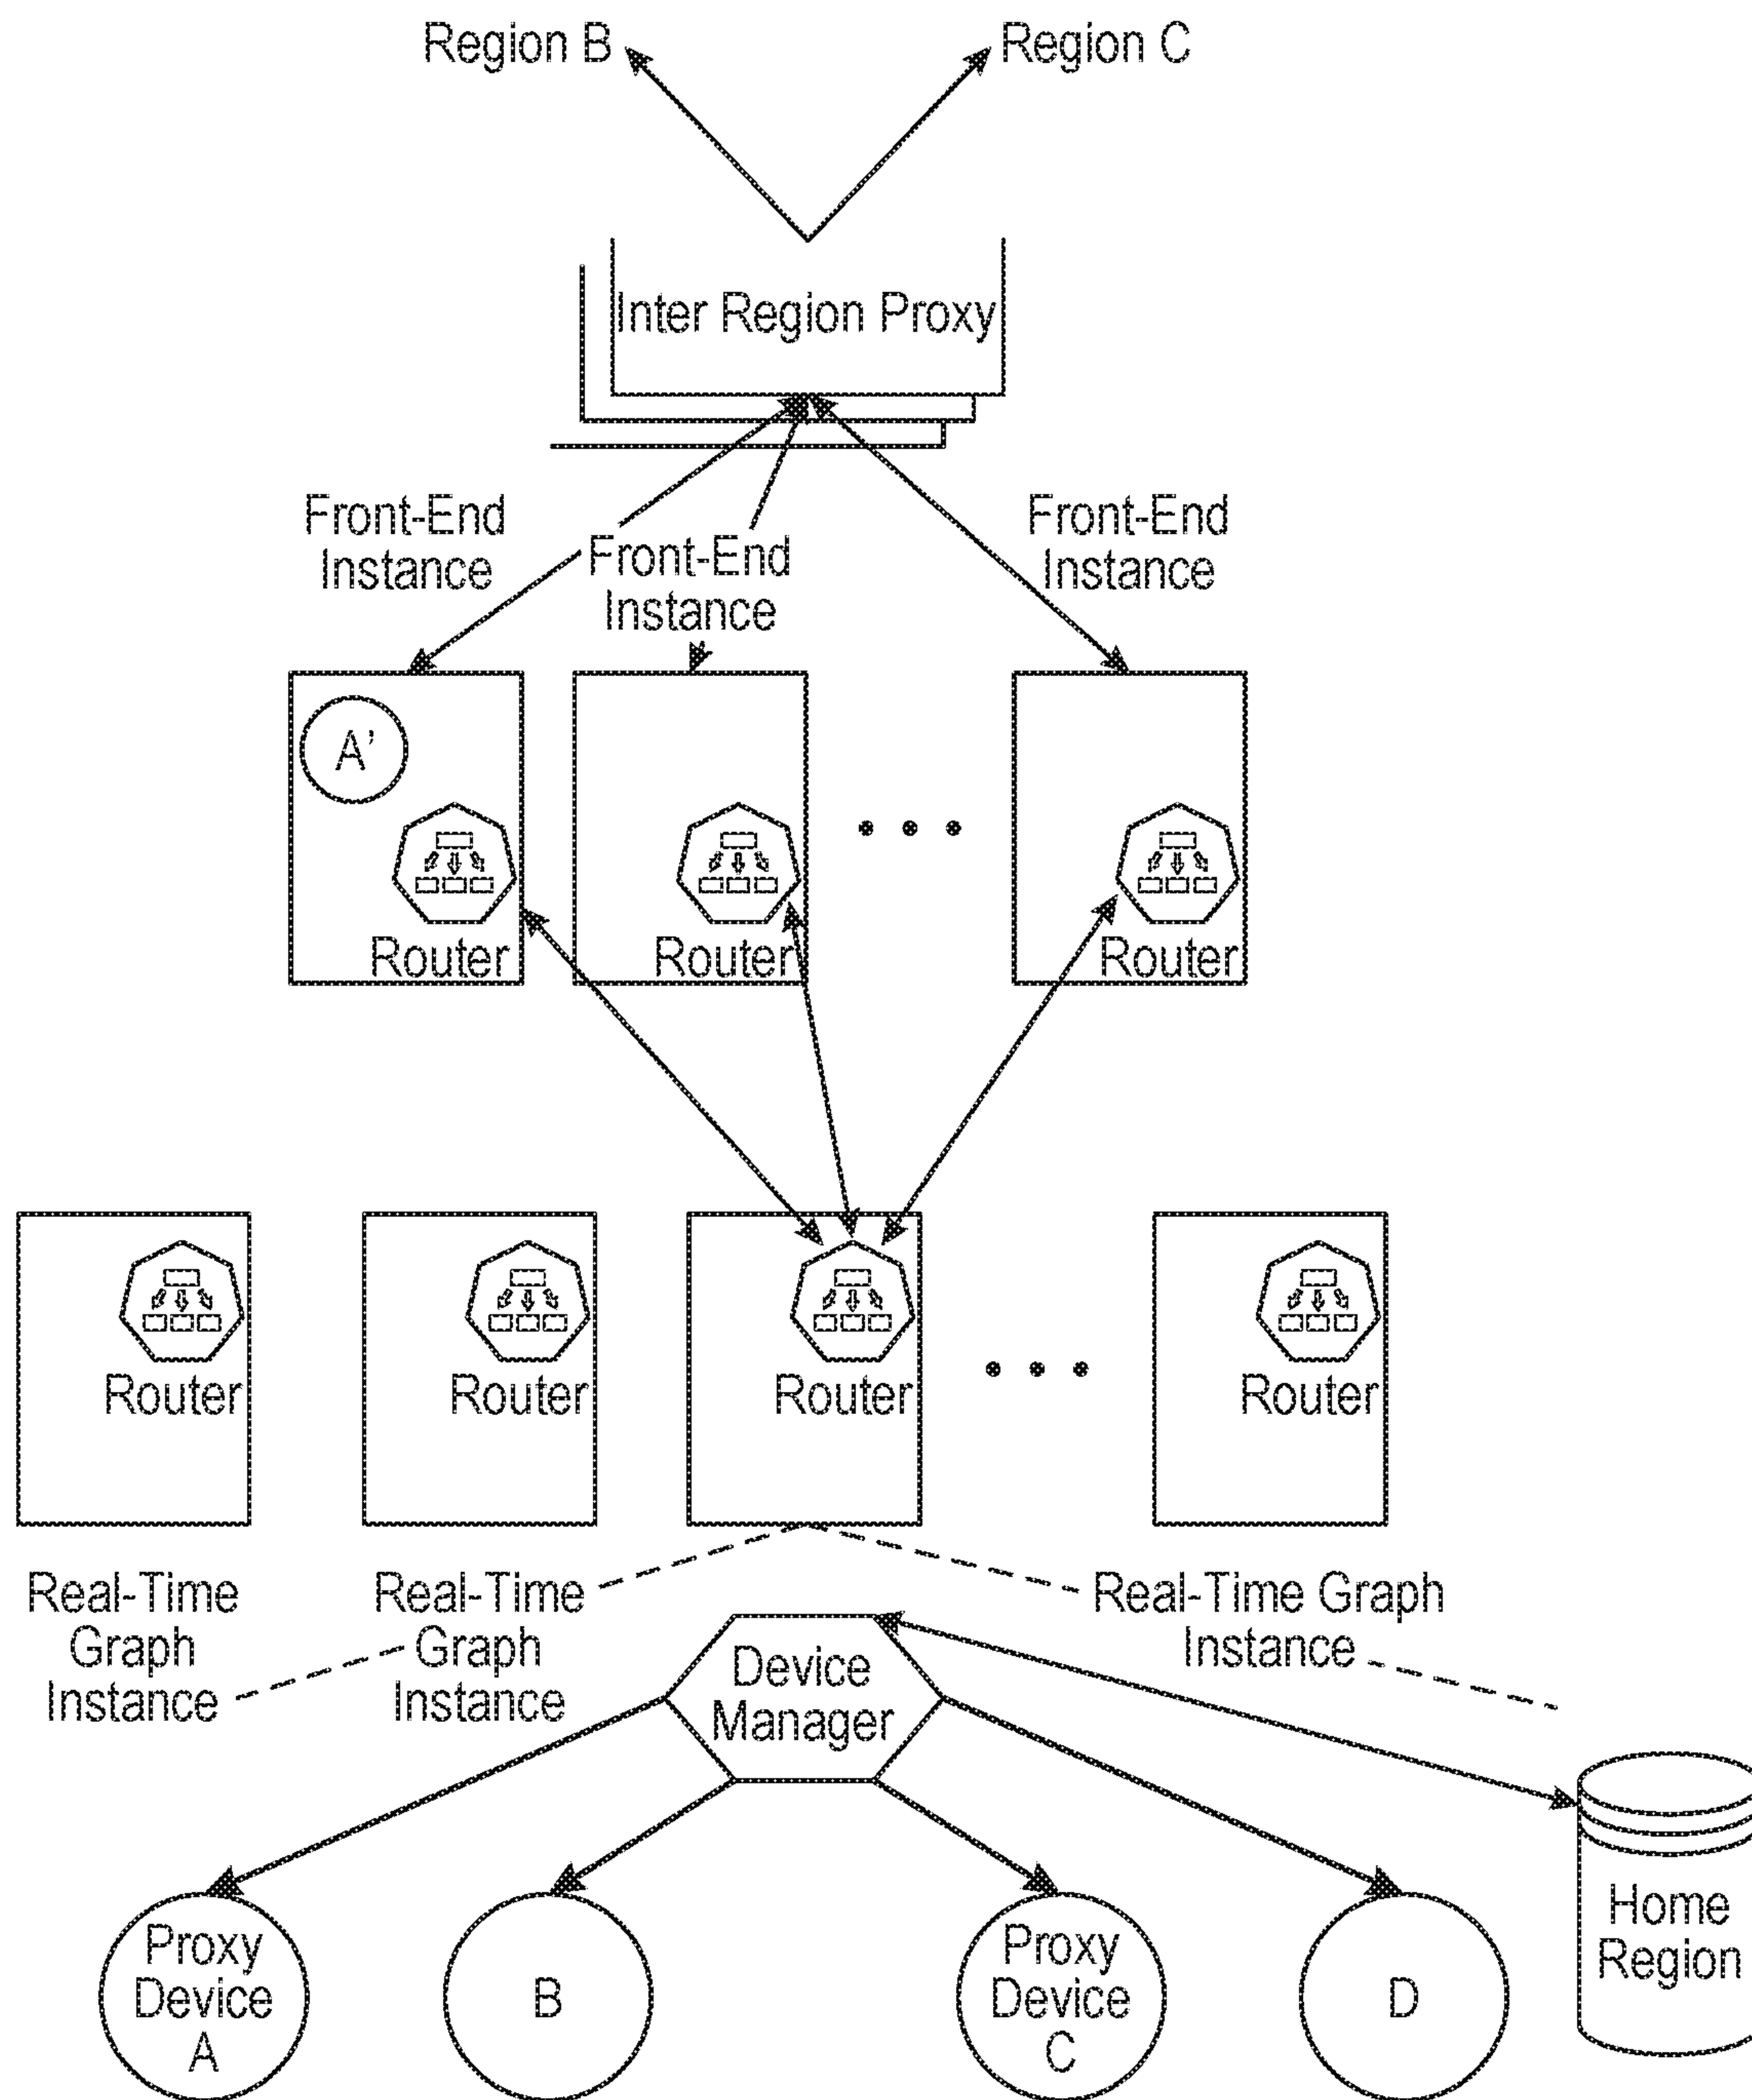 Region B
Region C
Inter Region Proxy
Front-End
Instance
Front-End
Instance
Front-End
Instance
A'
Router
Router
Router
Router
Router
Router
Router
Real-Time
Graph
Instance
Real-Time
Graph
Instance
Real-Time Graph
Instance
Device
Manager
Proxy
Device
A
B
Proxy
Device
C
D
Home
Region